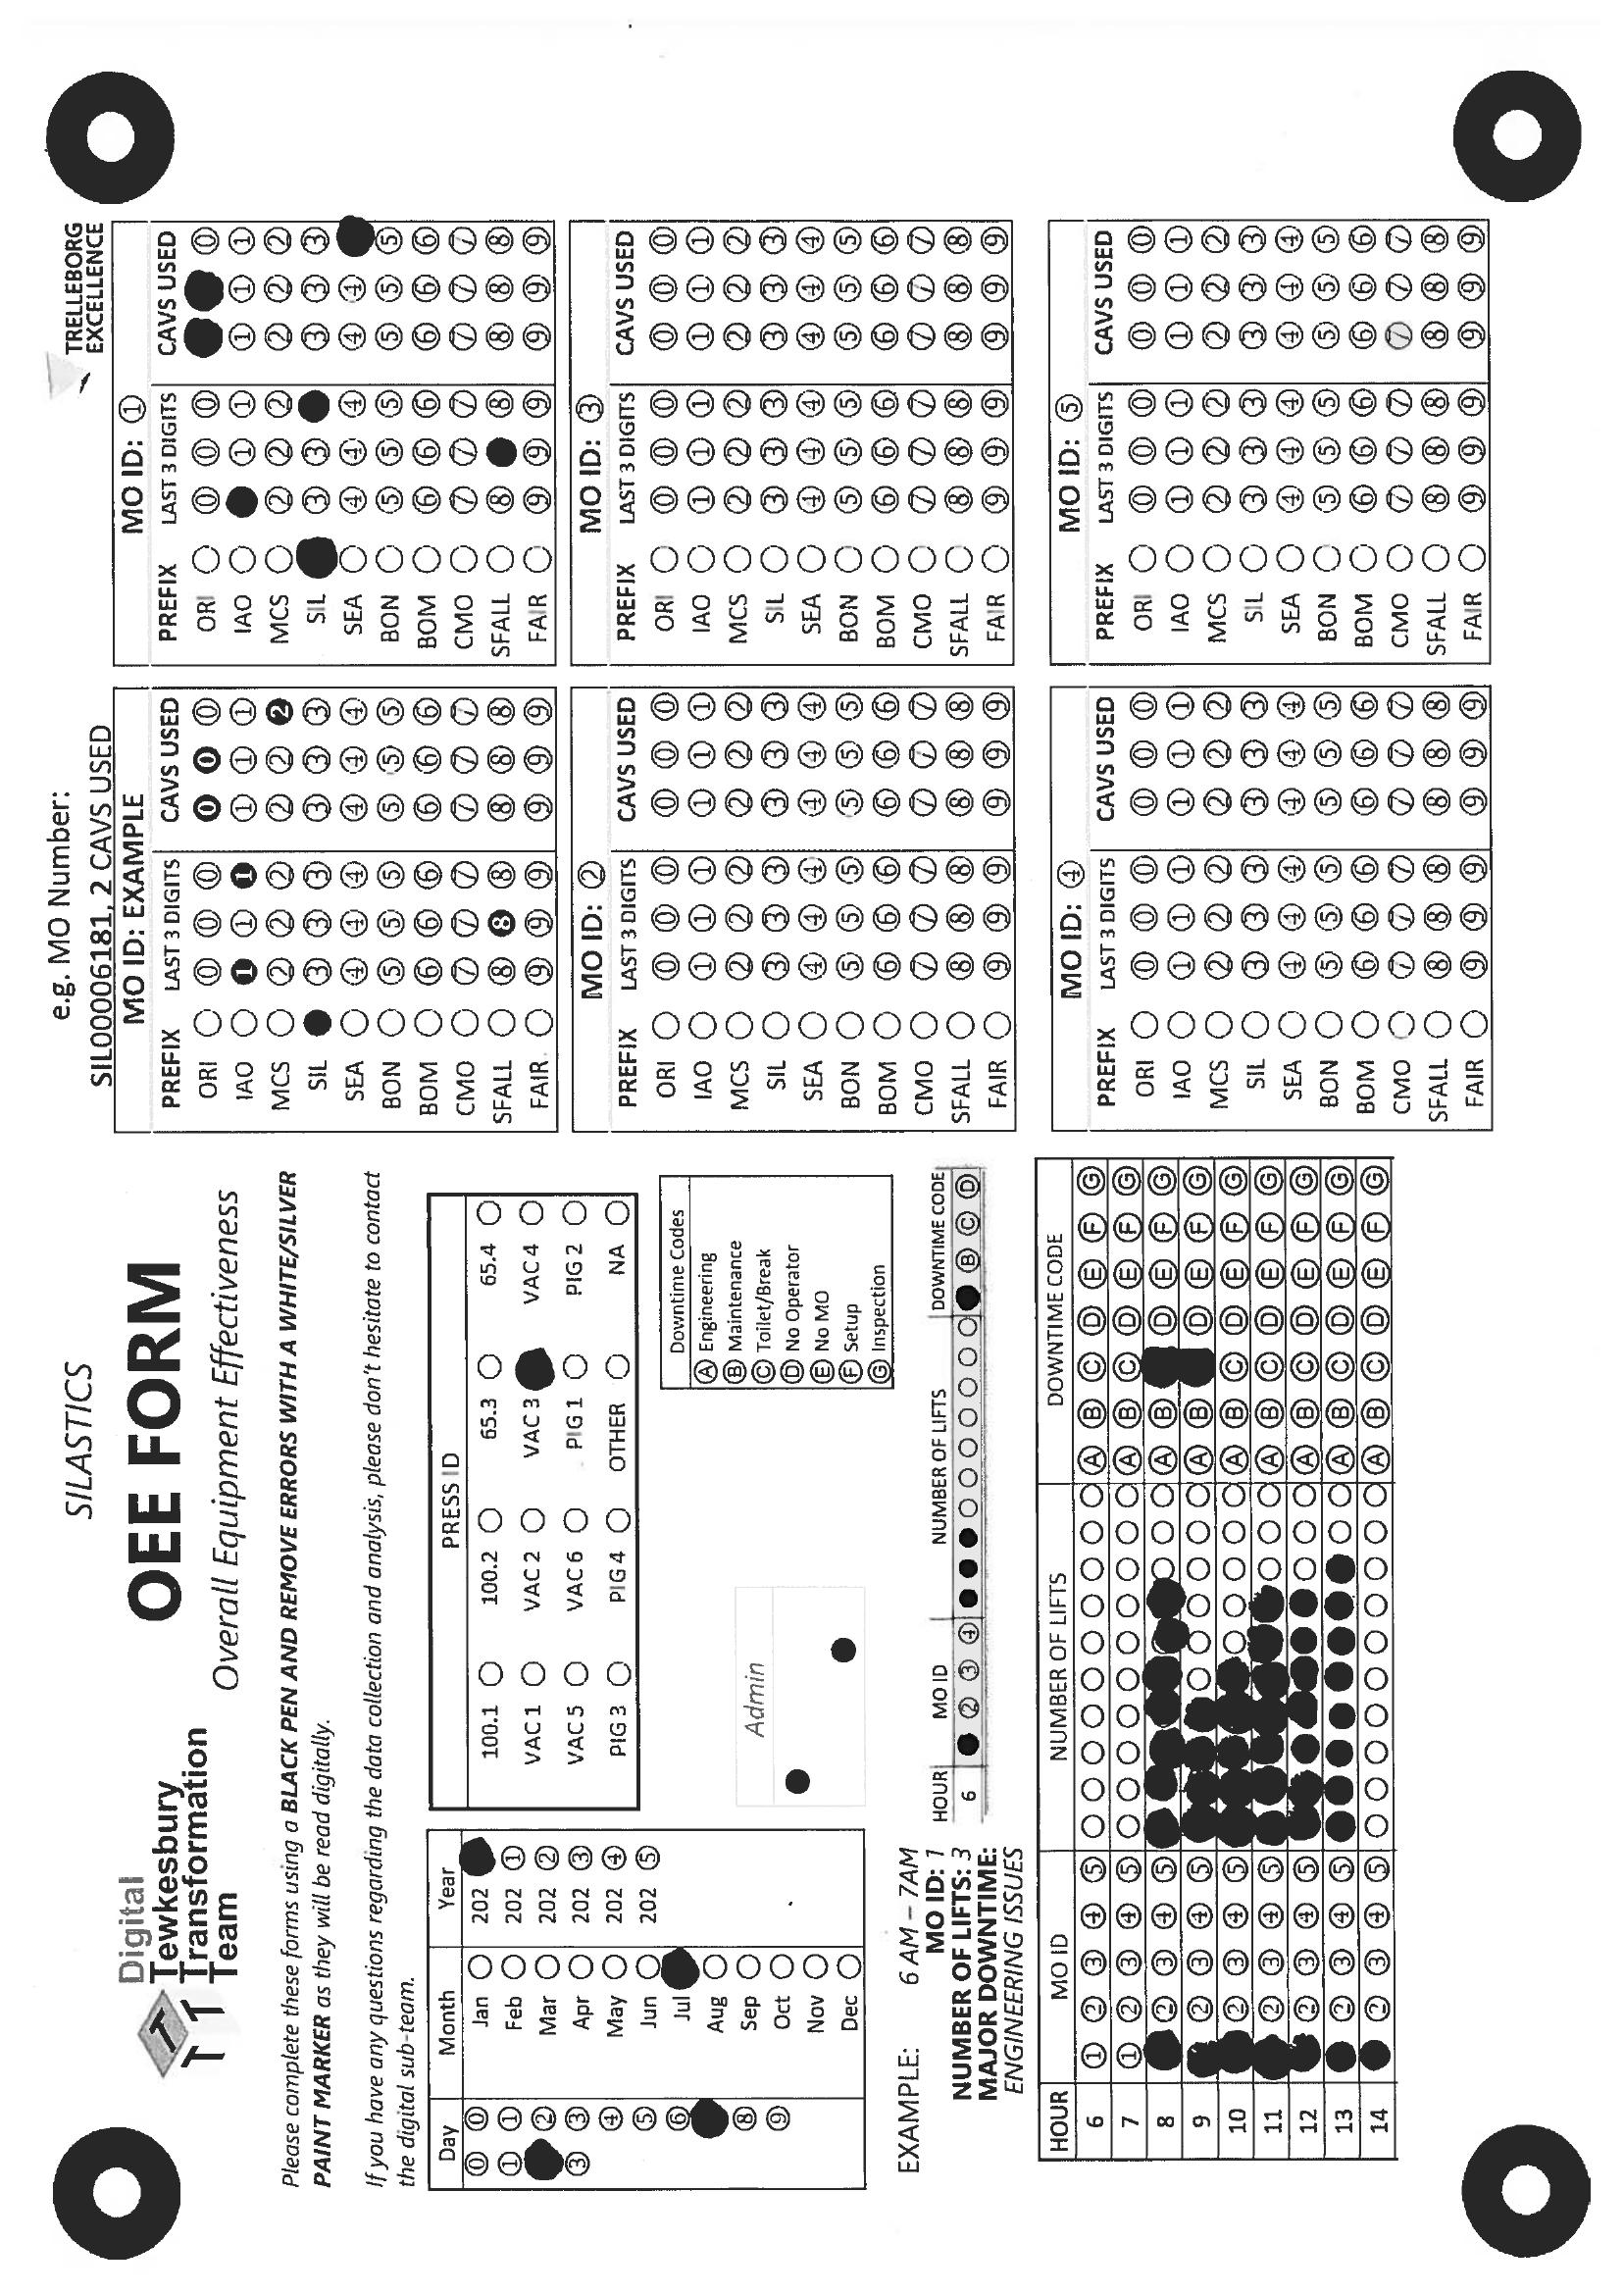 SILASTICS
Digital
Tewkesbury
Transformation
Team
T T T
OEE FORM
Overall Equipment Effectiveness
Please complete these forms using a BLACK PEN AND REMOVE ERRORS WITH A WHITE/SILVER
PAINT MARKER as they will be read digitally.
If you have any questions regarding the data collection and analysis, please don't hesitate to contact
the digital sub-team.
Day Month Year
0 0 Jan 202
1 1 Feb 202 1
2 Mar 202 2
3 3 Apr 202 3
4 May 202 4
5 Jun 202 5
6 Jul
Aug
8 Sep
9 Oct
Nov
Dec
PRESS ID
100.1 100.2 65.3 65.4
VAC 1 VAC 2 VAC 3 VAC 4
VAC 5 VAC 6 PIG 1 PIG 2
PIG 3 PIG 4 OTHER NA
Admin
Downtime Codes
A Engineering
B Maintenance
C Toilet/Break
D No Operator
E No MO
F Setup
G Inspection
EXAMPLE: 6 AM – 7AM
MO ID: 1
NUMBER OF LIFTS: 3
MAJOR DOWNTIME:
ENGINEERING ISSUES
HOUR MO ID NUMBER OF LIFTS DOWNTIME CODE
6 2 3 4 B C D
HOUR MO ID NUMBER OF LIFTS DOWNTIME CODE
6 1 2 3 4 5 A B C D E F G
7 1 2 3 4 5 A B C D E F G
8 2 3 4 5 A B D E F G
9 2 3 4 5 A B D E F G
10 2 3 4 5 A B C D E F G
11 2 3 4 5 A B C D E F G
12 2 3 4 5 A B C D E F G
13 2 3 4 5 A B C D E F G
14 2 3 4 5 A B C D E F G
e.g. MO Number:
SIL00006181, 2 CAVS USED
TRELLEBORG
EXCELLENCE
MO ID: EXAMPLE
PREFIX LAST 3 DIGITS CAVS USED
ORI 0 0 0 0 0 0
IAO 1 1 1 1 1 1
MCS 2 2 2 2 2 2
SIL 3 3 3 3 3 3
SEA 4 4 4 4 4 4
BON 5 5 5 5 5 5
BOM 6 6 6 6 6 6
CMO 7 7 7 7 7 7
SFALL 8 8 8 8 8 8
FAIR 9 9 9 9 9 9
MO ID: 1
PREFIX LAST 3 DIGITS CAVS USED
ORI 0 0 0 0
IAO 1 1 1 1 1
MCS 2 2 2 2 2 2
SIL 3 3 3 3 3
SEA 4 4 4 4 4
BON 5 5 5 5 5 5
BOM 6 6 6 6 6 6
CMO 7 7 7 7 7 7
SFALL 8 8 8 8 8
FAIR 9 9 9 9 9 9
MO ID: 2
PREFIX LAST 3 DIGITS CAVS USED
ORI 0 0 0 0 0 0
IAO 1 1 1 1 1 1
MCS 2 2 2 2 2 2
SIL 3 3 3 3 3 3
SEA 4 4 4 4 4 4
BON 5 5 5 5 5 5
BOM 6 6 6 6 6 6
CMO 7 7 7 7 7 7
SFALL 8 8 8 8 8 8
FAIR 9 9 9 9 9 9
MO ID: 3
PREFIX LAST 3 DIGITS CAVS USED
ORI 0 0 0 0 0 0
IAO 1 1 1 1 1 1
MCS 2 2 2 2 2 2
SIL 3 3 3 3 3 3
SEA 4 4 4 4 4 4
BON 5 5 5 5 5 5
BOM 6 6 6 6 6 6
CMO 7 7 7 7 7 7
SFALL 8 8 8 8 8 8
FAIR 9 9 9 9 9 9
MO ID: 4
PREFIX LAST 3 DIGITS CAVS USED
ORI 0 0 0 0 0 0
IAO 1 1 1 1 1 1
MCS 2 2 2 2 2 2
SIL 3 3 3 3 3 3
SEA 4 4 4 4 4 4
BON 5 5 5 5 5 5
BOM 6 6 6 6 6 6
CMO 7 7 7 7 7 7
SFALL 8 8 8 8 8 8
FAIR 9 9 9 9 9 9
MO ID: 5
PREFIX LAST 3 DIGITS CAVS USED
ORI 0 0 0 0 0 0
IAO 1 1 1 1 1 1
MCS 2 2 2 2 2 2
SIL 3 3 3 3 3 3
SEA 4 4 4 4 4 4
BON 5 5 5 5 5 5
BOM 6 6 6 6 6 6
CMO 7 7 7 7 7 7
SFALL 8 8 8 8 8 8
FAIR 9 9 9 9 9 9